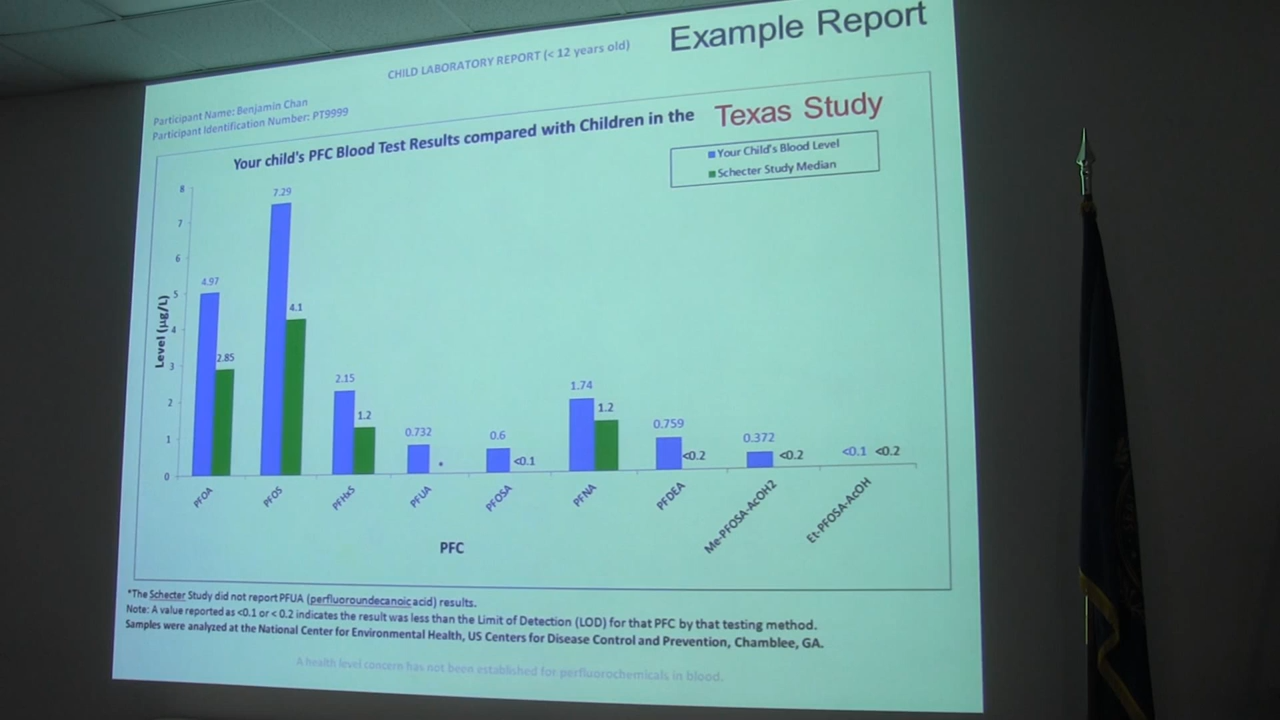 Example Report
CHILD LABORATORY REPORT (< 12 years old)
Participant Name: Benjamin Chan
Participant Identification Number: PT9999
Your child's PFC Blood Test Results compared with Children in the Texas Study
Your Child's Blood Level
Schecter Study Median
Level (µg/L)
8
7
6
5
4
3
2
1
0
4.97
2.85
7.29
4.1
2.15
1.2
0.732
*
0.6
<0.1
1.74
1.2
0.759
<0.2
0.372
<0.2
<0.1
<0.2
PFOA
PFOS
PFHxS
PFUA
PFOSA
PFNA
PFDEA
Me-PFOSA-AcOH2
Et-PFOSA-AcOH
PFC
*The Schecter Study did not report PFUA (perfluoroundecanoic acid) results.
Note: A value reported as <0.1 or < 0.2 indicates the result was less than the Limit of Detection (LOD) for that PFC by that testing method.
Samples were analyzed at the National Center for Environmental Health, US Centers for Disease Control and Prevention, Chamblee, GA.
A health level concern has not been established for perfluorochemicals in blood.